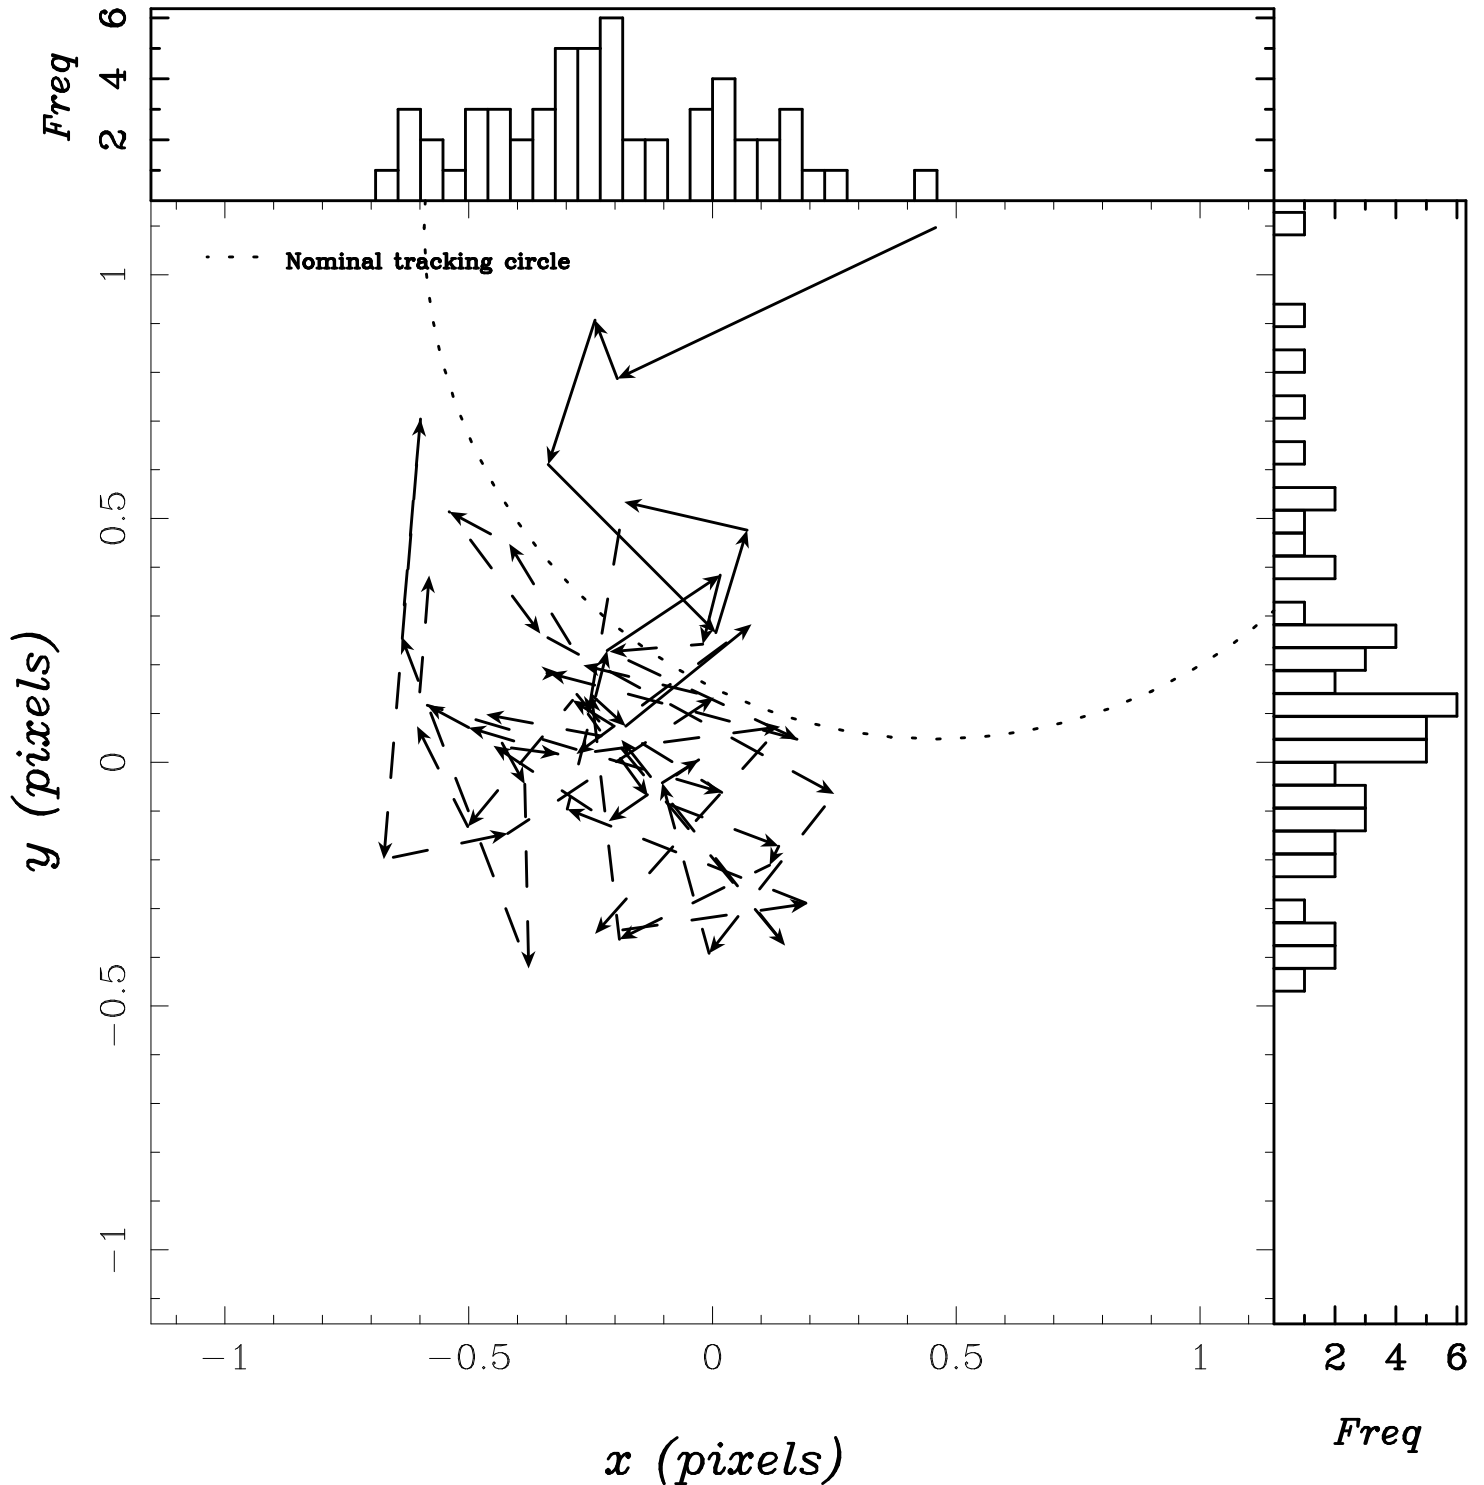 Freq
6
4
2
Nominal tracking circle
1
0.5
0
−0.5
−1
y (pixels)
−1 −0.5 0 0.5 1
x (pixels)
2 4 6
Freq